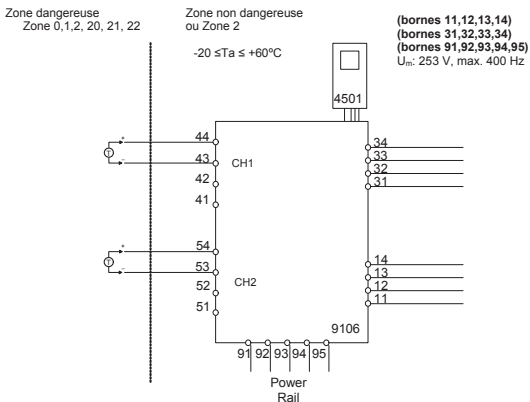 Zone dangereuse
Zone 0,1,2, 20, 21, 22
Zone non dangereuse
ou Zone 2
-20 ≤Ta ≤ +60ºC
(bornes 11,12,13,14)
(bornes 31,32,33,34)
(bornes 91,92,93,94,95)
Uₘ: 253 V, max. 400 Hz
4501
44
43
42
41
CH1
34
33
32
31
+
T
-
54
53
52
51
CH2
14
13
12
11
+
T
-
9106
91 92 93 94 95
Power
Rail